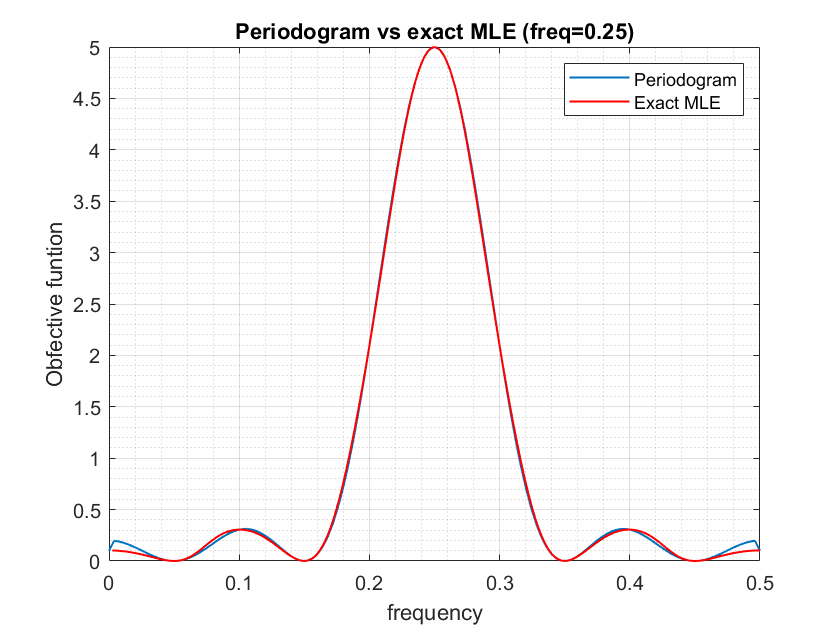 Periodogram vs exact MLE (freq=0.25)
Periodogram
Exact MLE
5
4.5
4
3.5
3
2.5
2
1.5
1
0.5
0
Obfective funtion
0 0.1 0.2 0.3 0.4 0.5
frequency